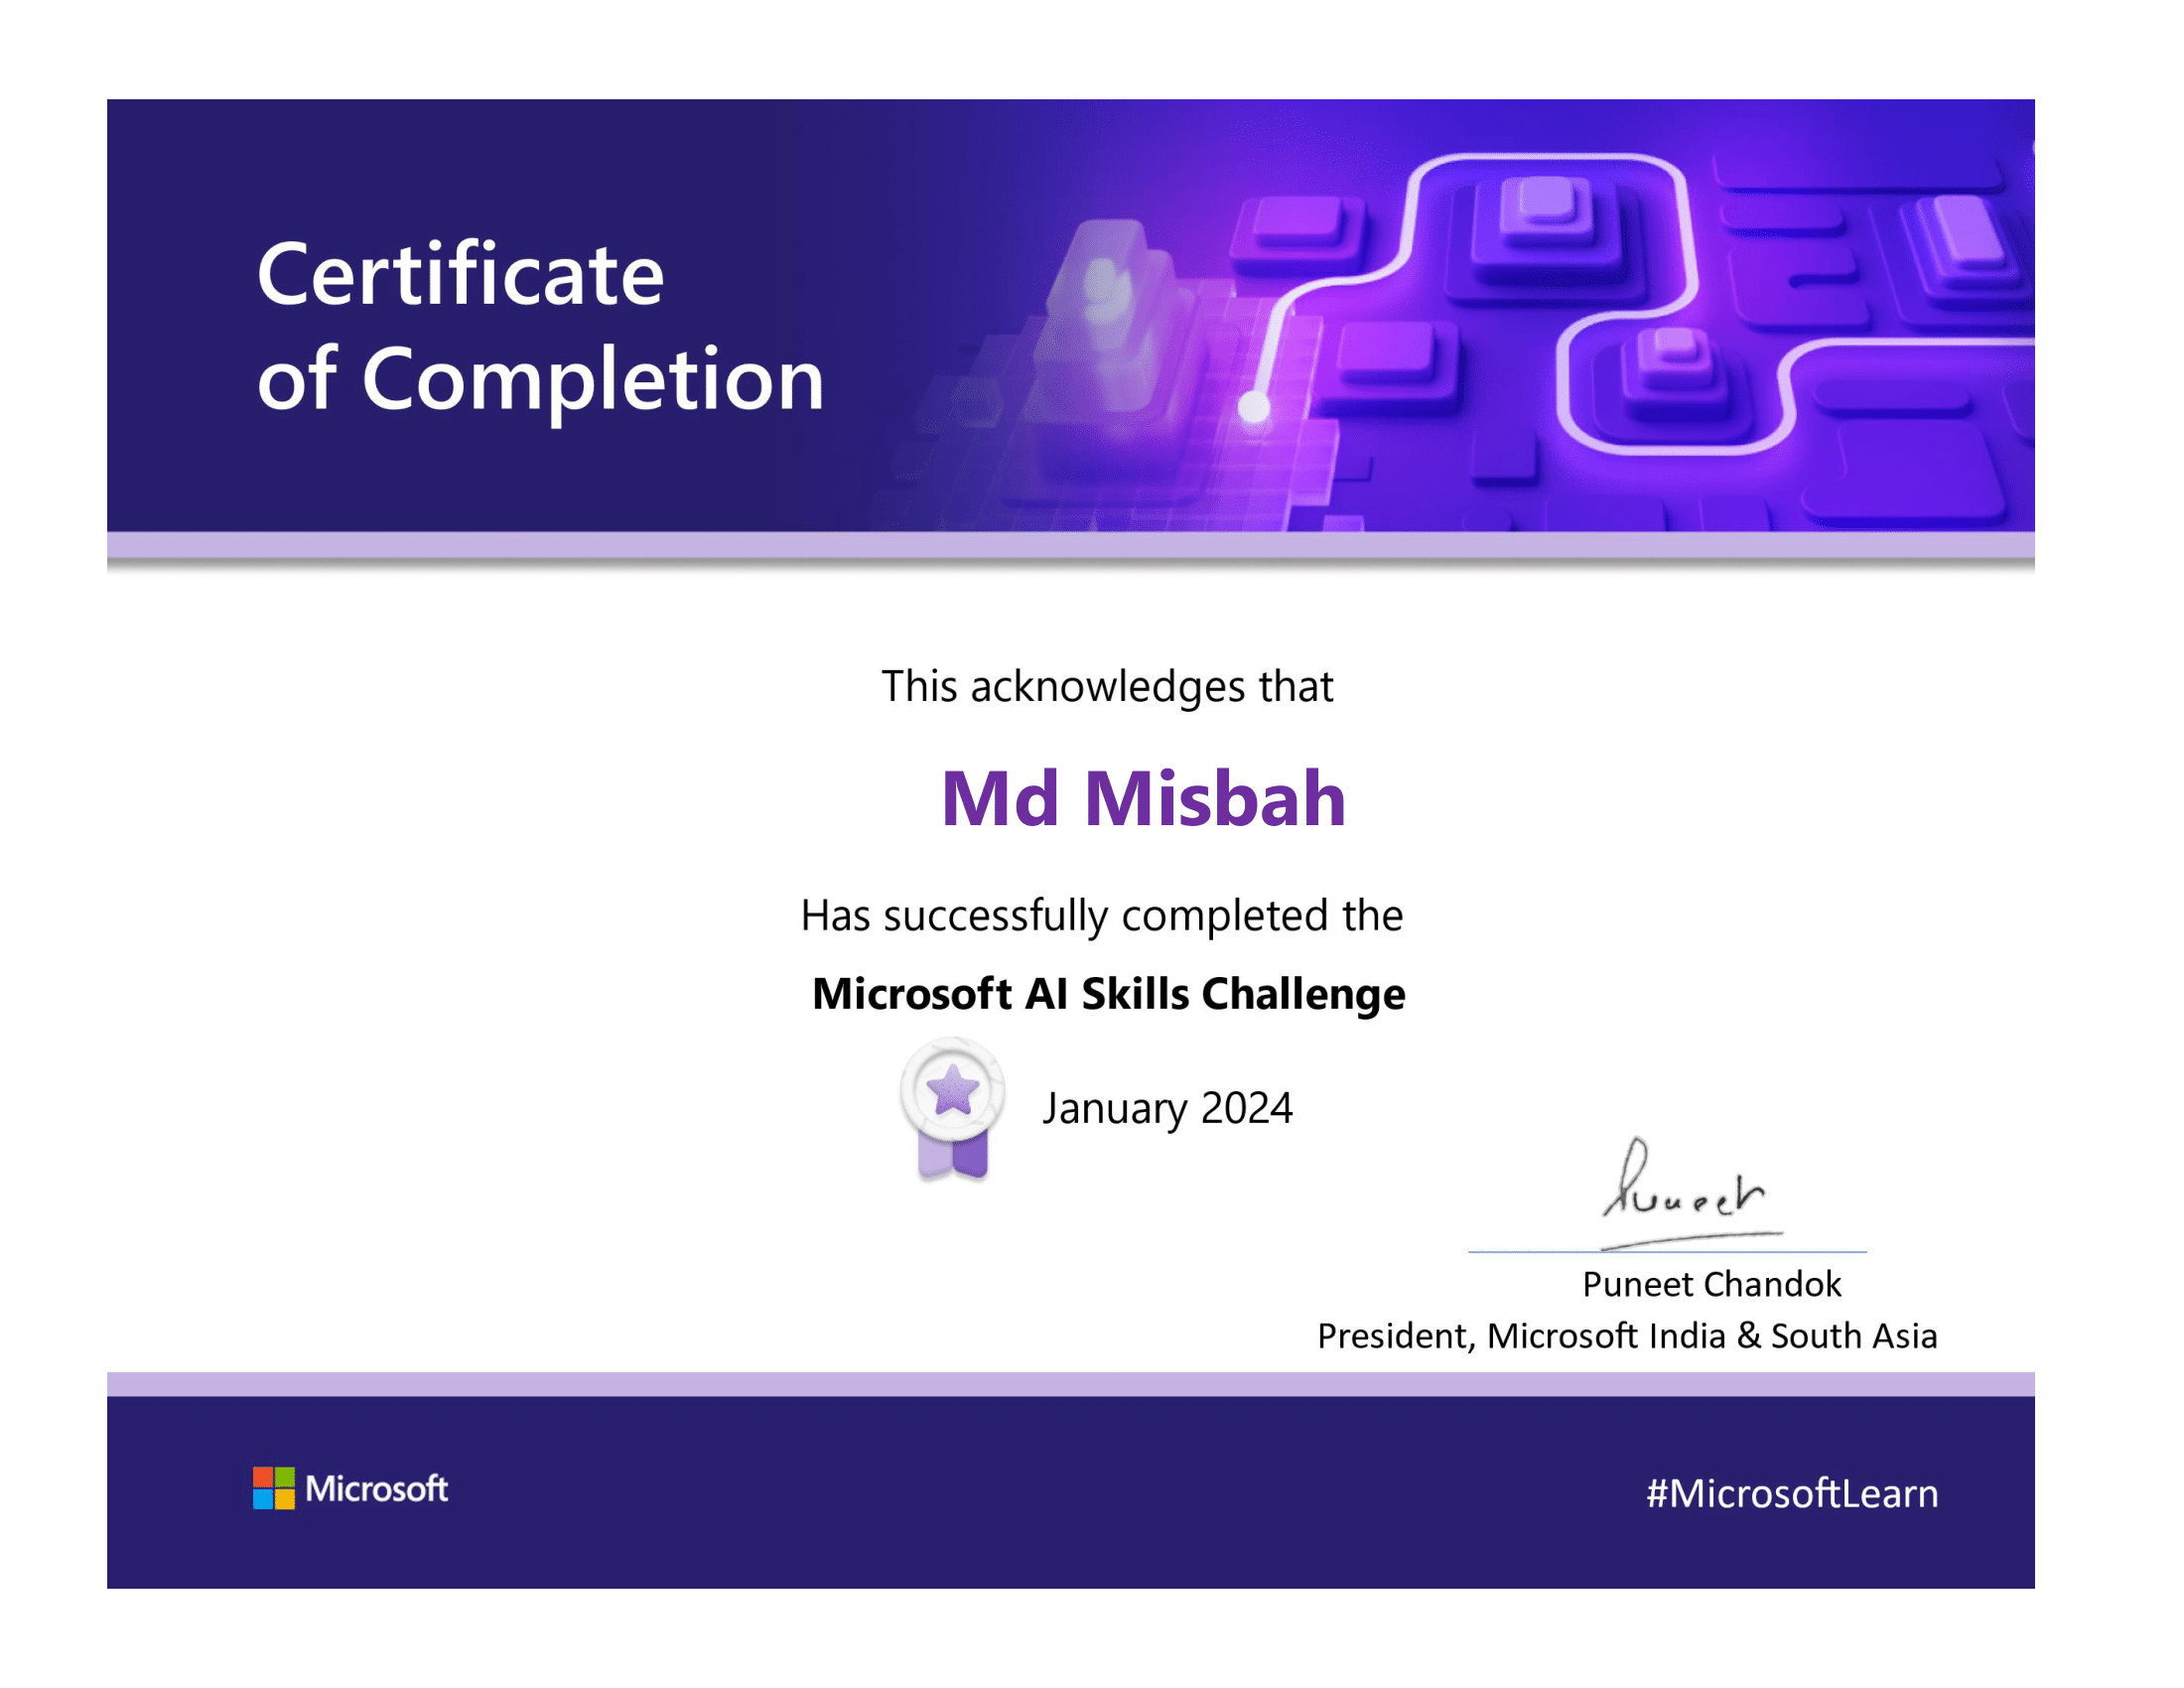 Certificate
of Completion
This acknowledges that
Md Misbah
Has successfully completed the
Microsoft AI Skills Challenge
January 2024
Puneet
Puneet Chandok
President, Microsoft India & South Asia
Microsoft
#MicrosoftLearn